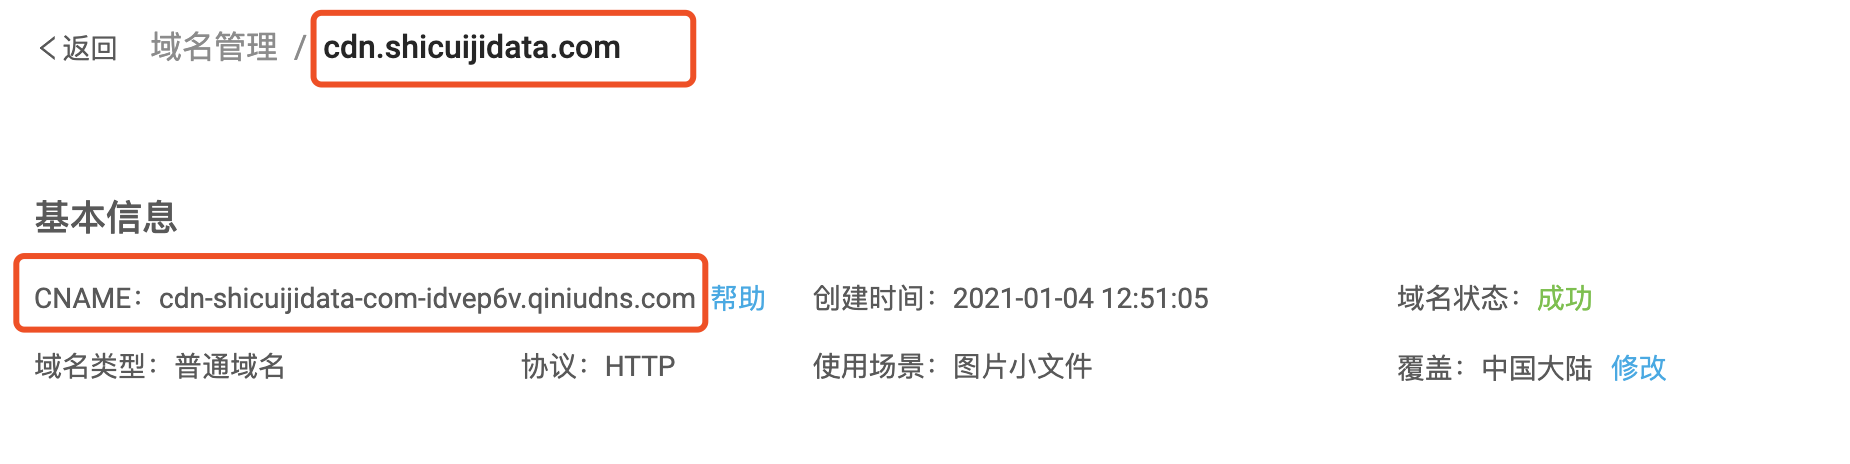 <返回 域名管理 / cdn.shicuijidata.com
基本信息
CNAME：cdn-shicuijidata-com-idvep6v.qiniudns.com 帮助 创建时间：2021-01-04 12:51:05 域名状态：成功
域名类型：普通域名 协议：HTTP 使用场景：图片小文件 覆盖：中国大陆 修改